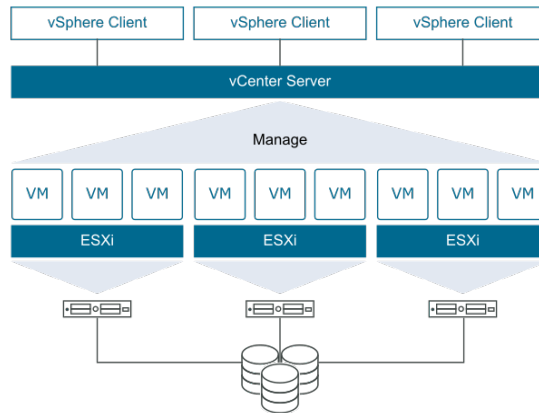 vSphere Client
vSphere Client
vSphere Client
vCenter Server
Manage
VM
VM
VM
VM
VM
VM
VM
VM
VM
ESXi
ESXi
ESXi